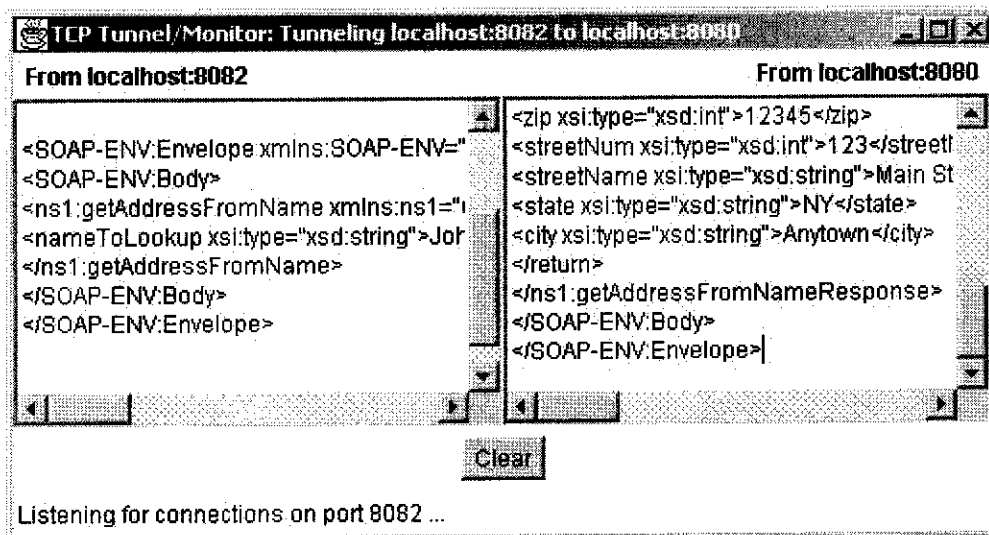 TCP Tunnel/Monitor: Tunneling localhost:8082 to localhost:8080
From localhost:8082
<SOAP-ENV:Envelope xmlns:SOAP-ENV="
<SOAP-ENV:Body>
<ns1:getAddressFromName xmlns:ns1="
<nameToLookup xsi:type="xsd:string">Joh
</ns1:getAddressFromName>
</SOAP-ENV:Body>
</SOAP-ENV:Envelope>
From localhost:8080
<zip xsi:type="xsd:int">12345</zip>
<streetNum xsi:type="xsd:int">123</street
<streetName xsi:type="xsd:string">Main St
<state xsi:type="xsd:string">NY</state>
<city xsi:type="xsd:string">Anytown</city>
</return>
</ns1:getAddressFromNameResponse>
</SOAP-ENV:Body>
</SOAP-ENV:Envelope>
Clear
Listening for connections on port 8082 ...